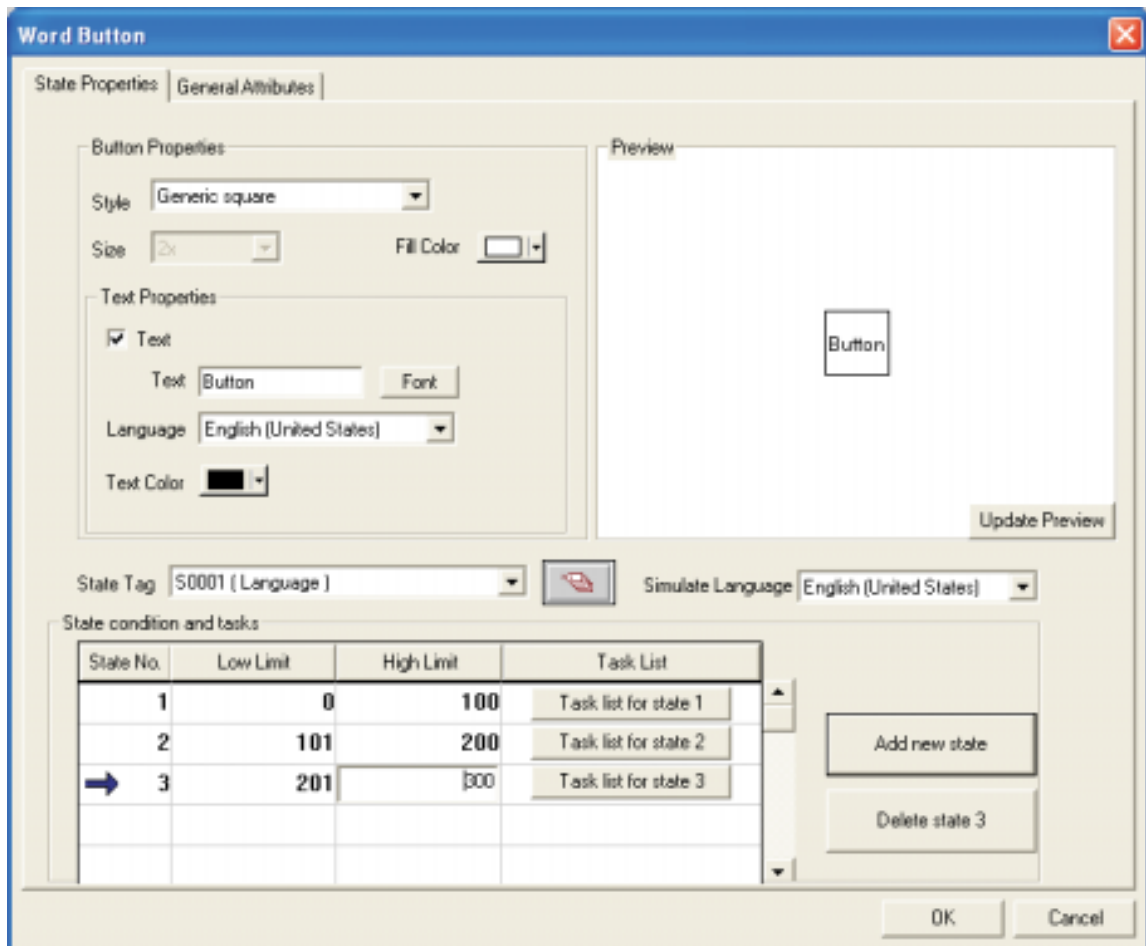 Word Button
State Properties General Attributes
Button Properties
Style Generic square
Size 2x Fill Color
Text Properties
Text
Text Button Font
Language English (United States)
Text Color
Preview
Button
Update Preview
State Tag S0001 ( Language ) Simulate Language English (United States)
State condition and tasks
State No. Low Limit High Limit Task List
1 0 100 Task list for state 1
2 101 200 Task list for state 2
3 201 300 Task list for state 3
Add new state
Delete state 3
OK Cancel